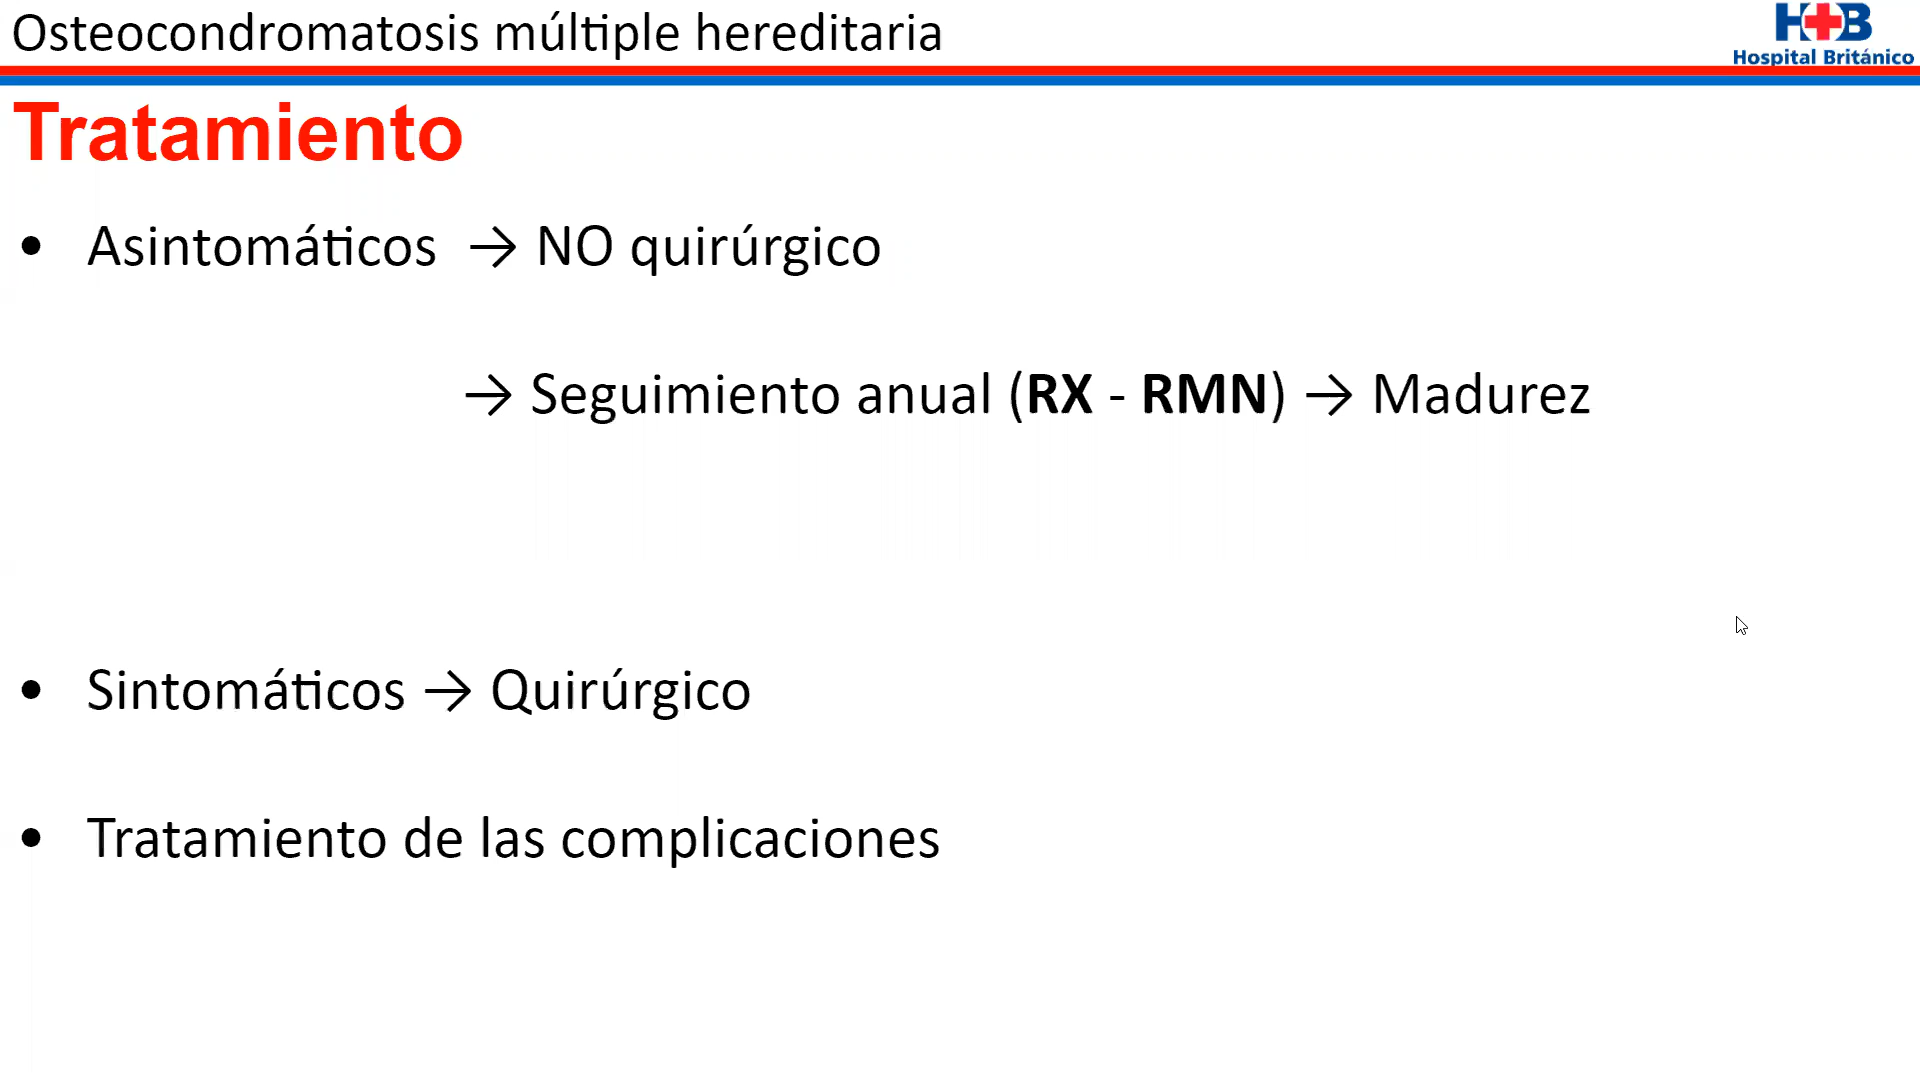 Osteocondromatosis múltiple hereditaria
H+B
Hospital Británico
Tratamiento
• Asintomáticos → NO quirúrgico
→ Seguimiento anual (RX - RMN) → Madurez
• Sintomáticos → Quirúrgico
• Tratamiento de las complicaciones